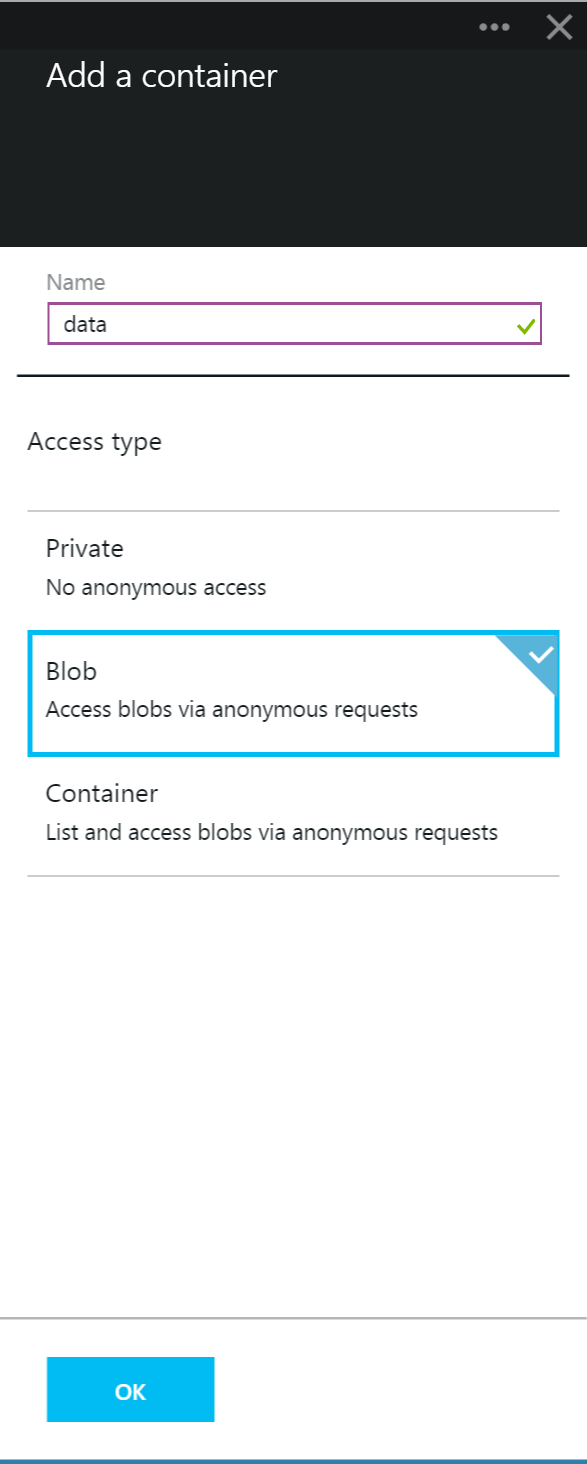 Add a container
Name
data
Access type
Private
No anonymous access
Blob
Access blobs via anonymous requests
Container
List and access blobs via anonymous requests
OK